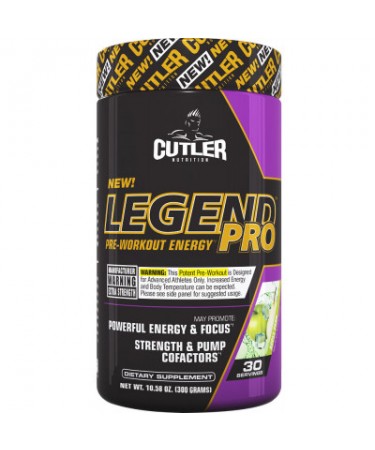 NEW! CUTLER NEW!
CUTLER
NUTRITION
NEW!
LEGEND
PRE-WORKOUT ENERGY PRO
MANUFACTURER
WARNING
EXTRA STRENGTH
WARNING: This Potent Pre-Workout is Designed
for Advanced Athletes Only. Increased Energy
and Body Temperature can be expected.
Please see side panel for suggested usage.
MAY PROMOTE:
POWERFUL ENERGY & FOCUS
STRENGTH & PUMP
COFACTORS
DIETARY SUPPLEMENT
NET WT. 10.58 OZ. (300 GRAMS)
30
SERVINGS